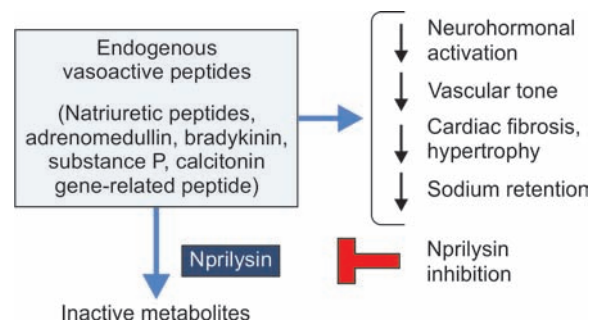 Endogenous
vasoactive peptides
(Natriuretic peptides,
adrenomedullin, bradykinin,
substance P, calcitonin
gene-related peptide)
Neurohormonal
activation
Vascular tone
Cardiac fibrosis,
hypertrophy
Sodium retention
Nprilysin
Nprilysin
inhibition
Inactive metabolites